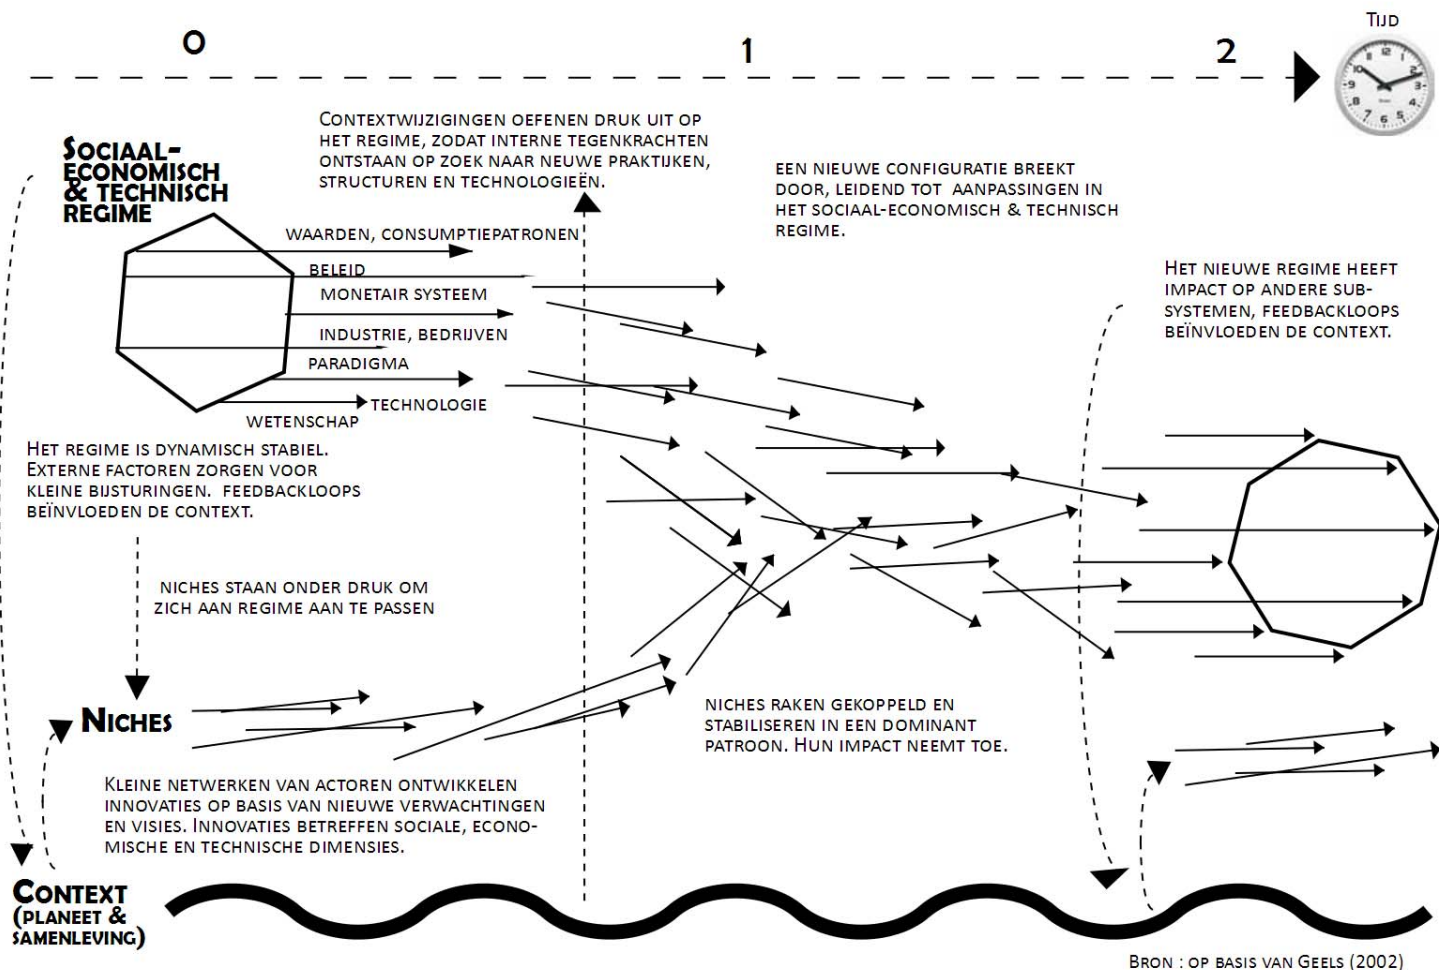 TIJD
0
1
2
CONTEXTWIJZIGINGEN OEFENEN DRUK UIT OP
HET REGIME, ZODAT INTERNE TEGENKRACHTEN
ONTSTAAN OP ZOEK NAAR NEUWE PRAKTIJKEN,
STRUCTUREN EN TECHNOLOGIEËN.
SOCIAAL-
ECONOMISCH
& TECHNISCH
REGIME
EEN NIEUWE CONFIGURATIE BREEKT
DOOR, LEIDEND TOT AANPASSINGEN IN
HET SOCIAAL-ECONOMISCH & TECHNISCH
REGIME.
WAARDEN, CONSUMPTIEPATRONEN
BELEID
MONETAIR SYSTEEM
INDUSTRIE, BEDRIJVEN
PARADIGMA
TECHNOLOGIE
WETENSCHAP
HET NIEUWE REGIME HEEFT
IMPACT OP ANDERE SUB-
SYSTEMEN, FEEDBACKLOOPS
BEÏNVLOEDEN DE CONTEXT.
HET REGIME IS DYNAMISCH STABIEL.
EXTERNE FACTOREN ZORGEN VOOR
KLEINE BIJSTURINGEN. FEEDBACKLOOPS
BEÏNVLOEDEN DE CONTEXT.
NICHES STAAN ONDER DRUK OM
ZICH AAN REGIME AAN TE PASSEN
NICHES
NICHES RAKEN GEKOPPELD EN
STABILISEREN IN EEN DOMINANT
PATROON. HUN IMPACT NEEMT TOE.
KLEINE NETWERKEN VAN ACTOREN ONTWIKKELEN
INNOVATIES OP BASIS VAN NIEUWE VERWACHTINGEN
EN VISIES. INNOVATIES BETREFFEN SOCIALE, ECONO-
MISCHE EN TECHNISCHE DIMENSIES.
CONTEXT
(PLANEET &
SAMENLEVING)
BRON : OP BASIS VAN GEELS (2002)